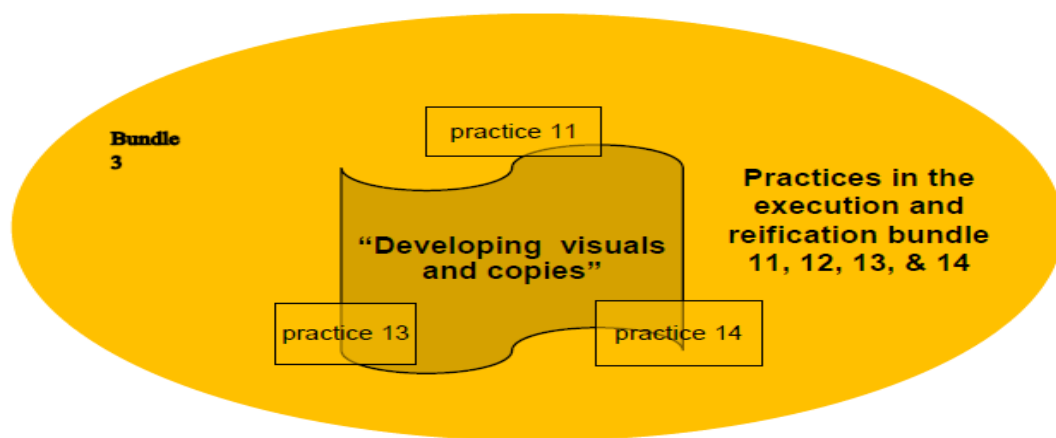 Bundle
3
practice 11
Practices in the
execution and
reification bundle
11, 12, 13, & 14
“Developing visuals
and copies”
practice 13
practice 14